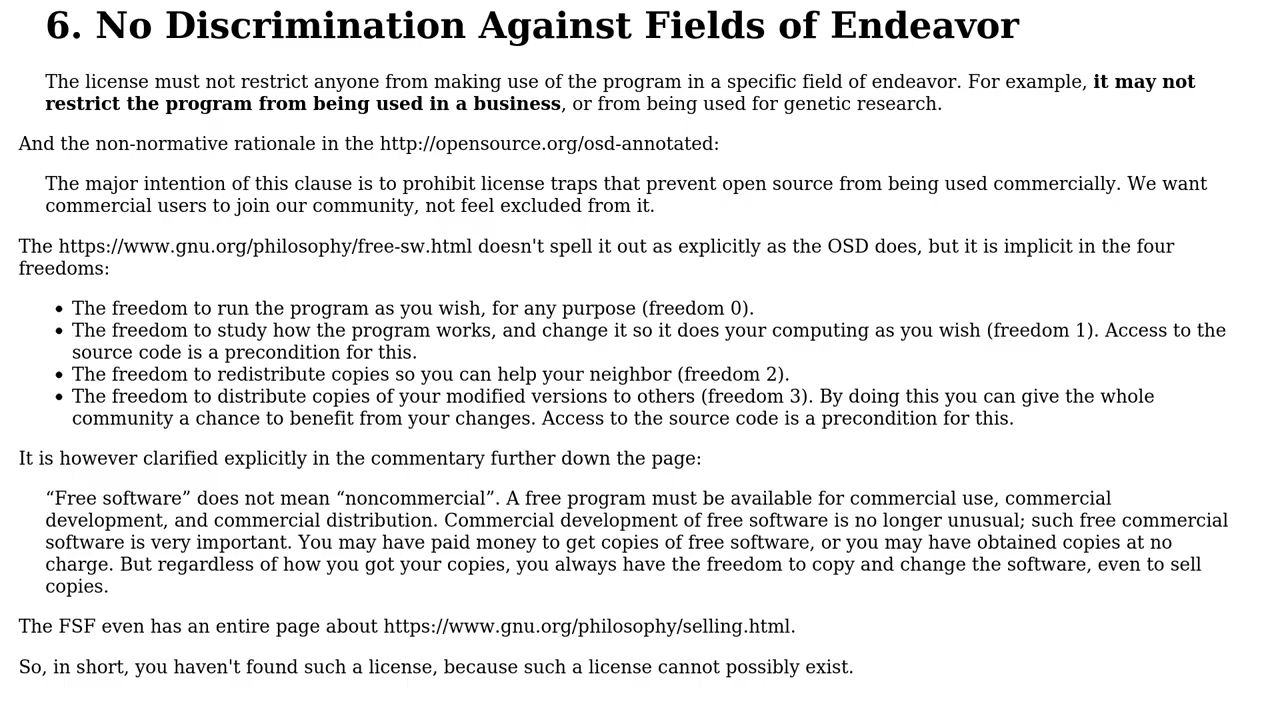 6. No Discrimination Against Fields of Endeavor
The license must not restrict anyone from making use of the program in a specific field of endeavor. For example, it may not
restrict the program from being used in a business, or from being used for genetic research.
And the non-normative rationale in the http://opensource.org/osd-annotated:
The major intention of this clause is to prohibit license traps that prevent open source from being used commercially. We want
commercial users to join our community, not feel excluded from it.
The https://www.gnu.org/philosophy/free-sw.html doesn't spell it out as explicitly as the OSD does, but it is implicit in the four
freedoms:
• The freedom to run the program as you wish, for any purpose (freedom 0).
• The freedom to study how the program works, and change it so it does your computing as you wish (freedom 1). Access to the
source code is a precondition for this.
• The freedom to redistribute copies so you can help your neighbor (freedom 2).
• The freedom to distribute copies of your modified versions to others (freedom 3). By doing this you can give the whole
community a chance to benefit from your changes. Access to the source code is a precondition for this.
It is however clarified explicitly in the commentary further down the page:
“Free software” does not mean “noncommercial”. A free program must be available for commercial use, commercial
development, and commercial distribution. Commercial development of free software is no longer unusual; such free commercial
software is very important. You may have paid money to get copies of free software, or you may have obtained copies at no
charge. But regardless of how you got your copies, you always have the freedom to copy and change the software, even to sell
copies.
The FSF even has an entire page about https://www.gnu.org/philosophy/selling.html.
So, in short, you haven't found such a license, because such a license cannot possibly exist.